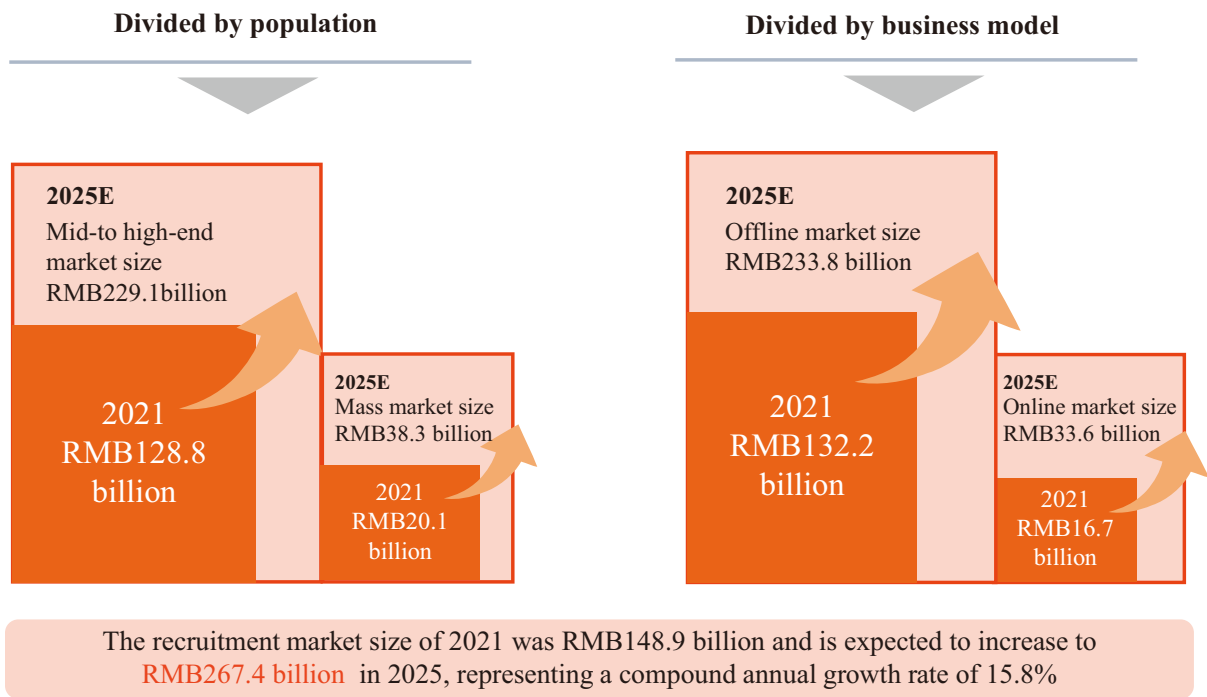 Divided by population
2025E
Mid-to high-end
market size
RMB229.1billion
2021
RMB128.8
billion
2025E
Mass market size
RMB38.3 billion
2021
RMB20.1
billion
Divided by business model
2025E
Offline market size
RMB233.8 billion
2021
RMB132.2
billion
2025E
Online market size
RMB33.6 billion
2021
RMB16.7
billion
The recruitment market size of 2021 was RMB148.9 billion and is expected to increase to
RMB267.4 billion in 2025, representing a compound annual growth rate of 15.8%